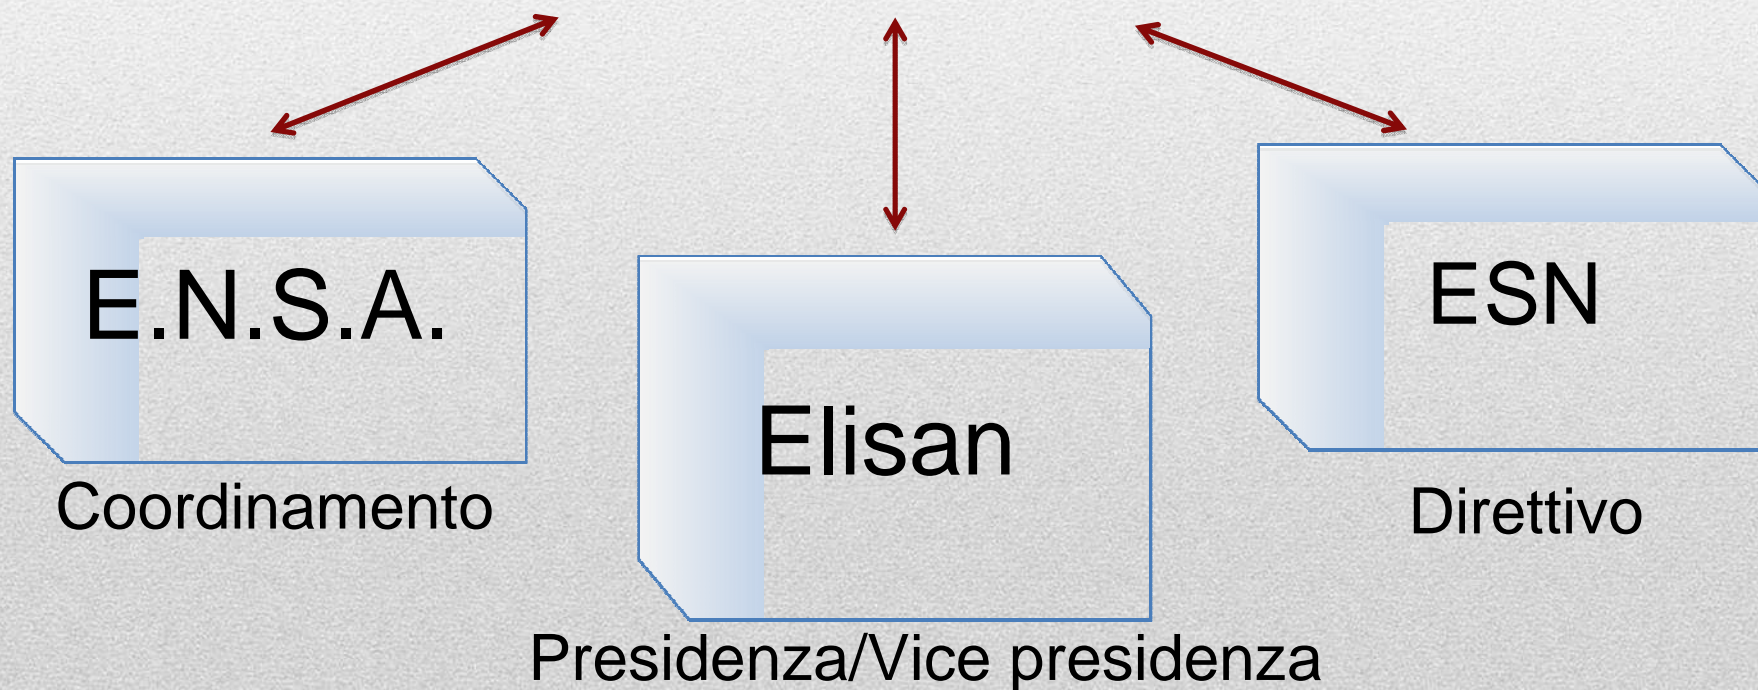 E.N.S.A.
Coordinamento
Elisan
Presidenza/Vice presidenza
ESN
Direttivo